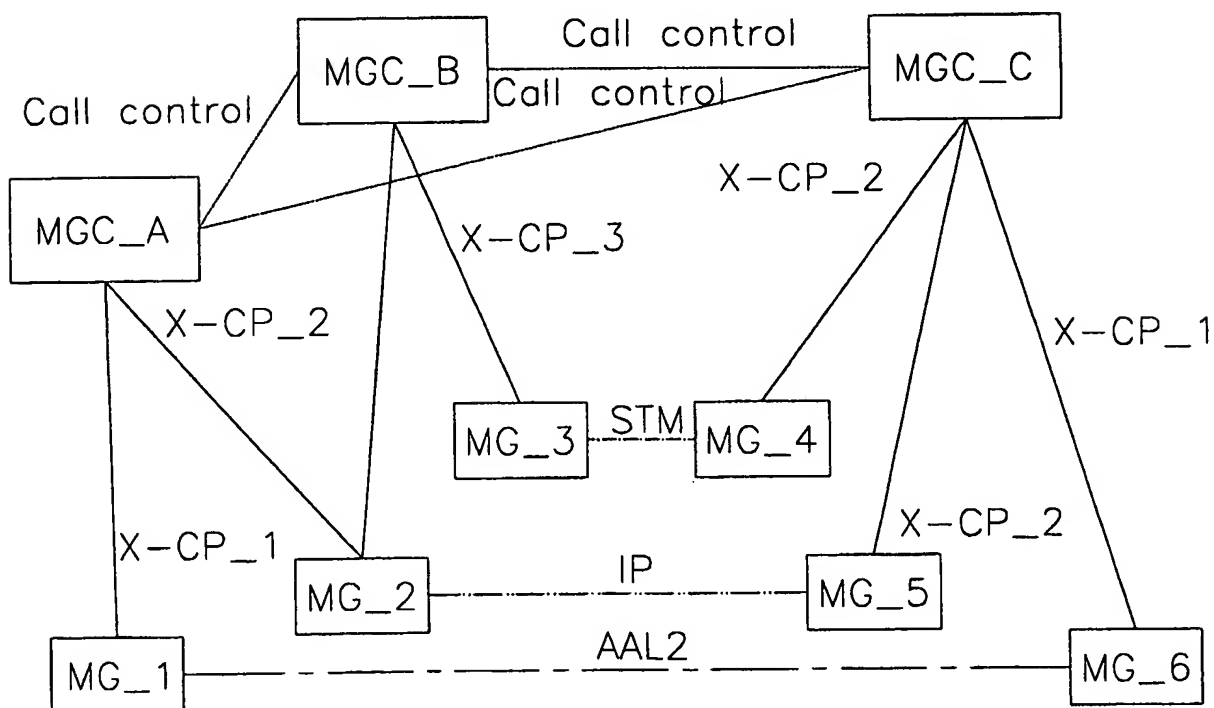 Call control
MGC_B
MGC_C
Call control
Call control
MGC_A
X-CP_2
X-CP_3
X-CP_2
X-CP_1
MG_3
STM
MG_4
X-CP_1
X-CP_2
MG_2
IP
MG_5
MG_1
AAL2
MG_6